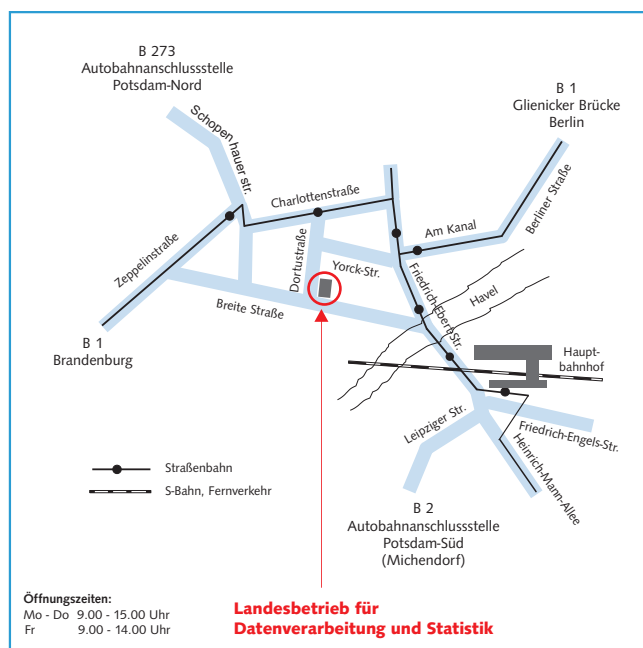 B 273
Autobahnanschlussstelle
Potsdam-Nord
B 1
Glienicker Brücke
Berlin
Schopen hauer str.
Charlottenstraße
Berliner Straße
Am Kanal
Zeppelinstraße
Dortustraße
Yorck-Str.
Friedrich-Ebert-Str.
Havel
Breite Straße
B 1
Brandenburg
Haupt-
bahnhof
Leipziger Str.
Friedrich-Engels-Str.
Heinrich-Mann-Allee
Straßenbahn
S-Bahn, Fernverkehr
B 2
Autobahnanschlussstelle
Potsdam-Süd
(Michendorf)
Öffnungszeiten:
Mo - Do 9.00 - 15.00 Uhr
Fr 9.00 - 14.00 Uhr
Landesbetrieb für
Datenverarbeitung und Statistik